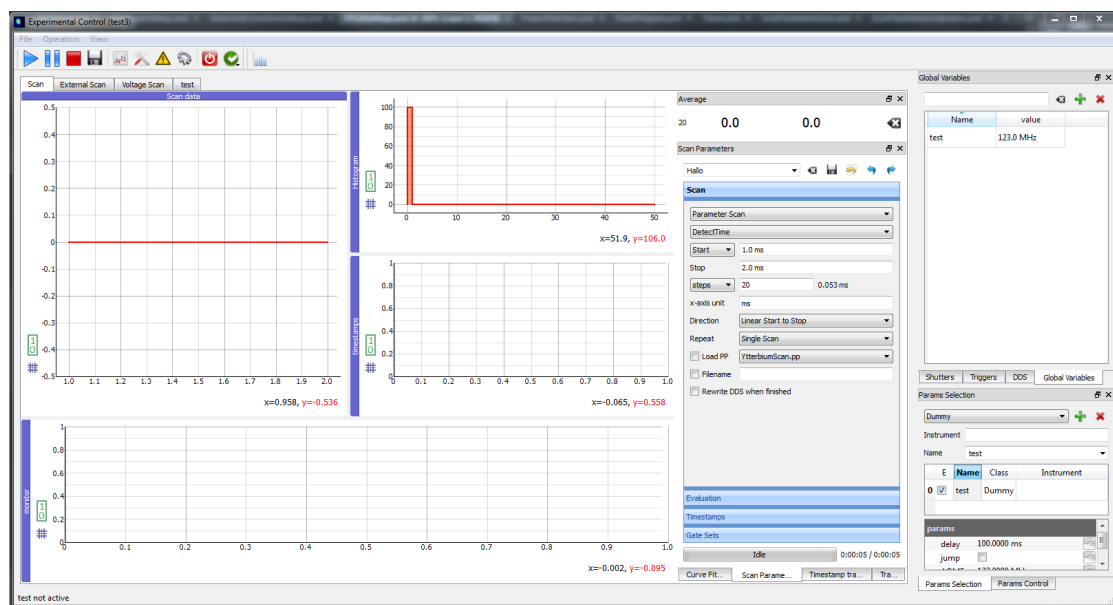 Experimental Control (test3)
File Operation View
Scan External Scan Voltage Scan test
Scan data
0.5
0.4
0.3
0.2
0.1
0
-0.1
-0.2
-0.3
-0.4
-0.5
1.0 1.1 1.2 1.3 1.4 1.5 1.6 1.7 1.8 1.9 2.0
x=0.958, y=-0.536
Histogram
100
80
60
40
20
0
0 10 20 30 40 50
x=51.9, y=106.0
timestamps
1
0.8
0.6
0.4
0.2
0
0 0.1 0.2 0.3 0.4 0.5 0.6 0.7 0.8 0.9 1.0
x=-0.065, y=0.558
monitor
1
0.8
0.6
0.4
0.2
0
0 0.1 0.2 0.3 0.4 0.5 0.6 0.7 0.8 0.9 1.0
x=-0.002, y=-0.095
Average
20 0.0 0.0
Scan Parameters
Hallo
Scan
Parameter Scan
DetectTime
Start 1.0 ms
Stop 2.0 ms
steps 20 0.053 ms
x-axis unit ms
Direction Linear Start to Stop
Repeat Single Scan
Load PP YtterbiumScan.pp
Filename
Rewrite DDS when finished
Evaluation
Timestamps
Gate Sets
Idle 0:00:05 / 0:00:05
Curve Fit... Scan Parame... Timestamp tra... Tra...
Global Variables
Name value
test 123.0 MHz
Shutters Triggers DDS Global Variables
Params Selection
Dummy
Instrument
Name test
E Name Class Instrument
0 test Dummy
params
delay 100.0000 ms
jump
Params Selection Params Control
test not active